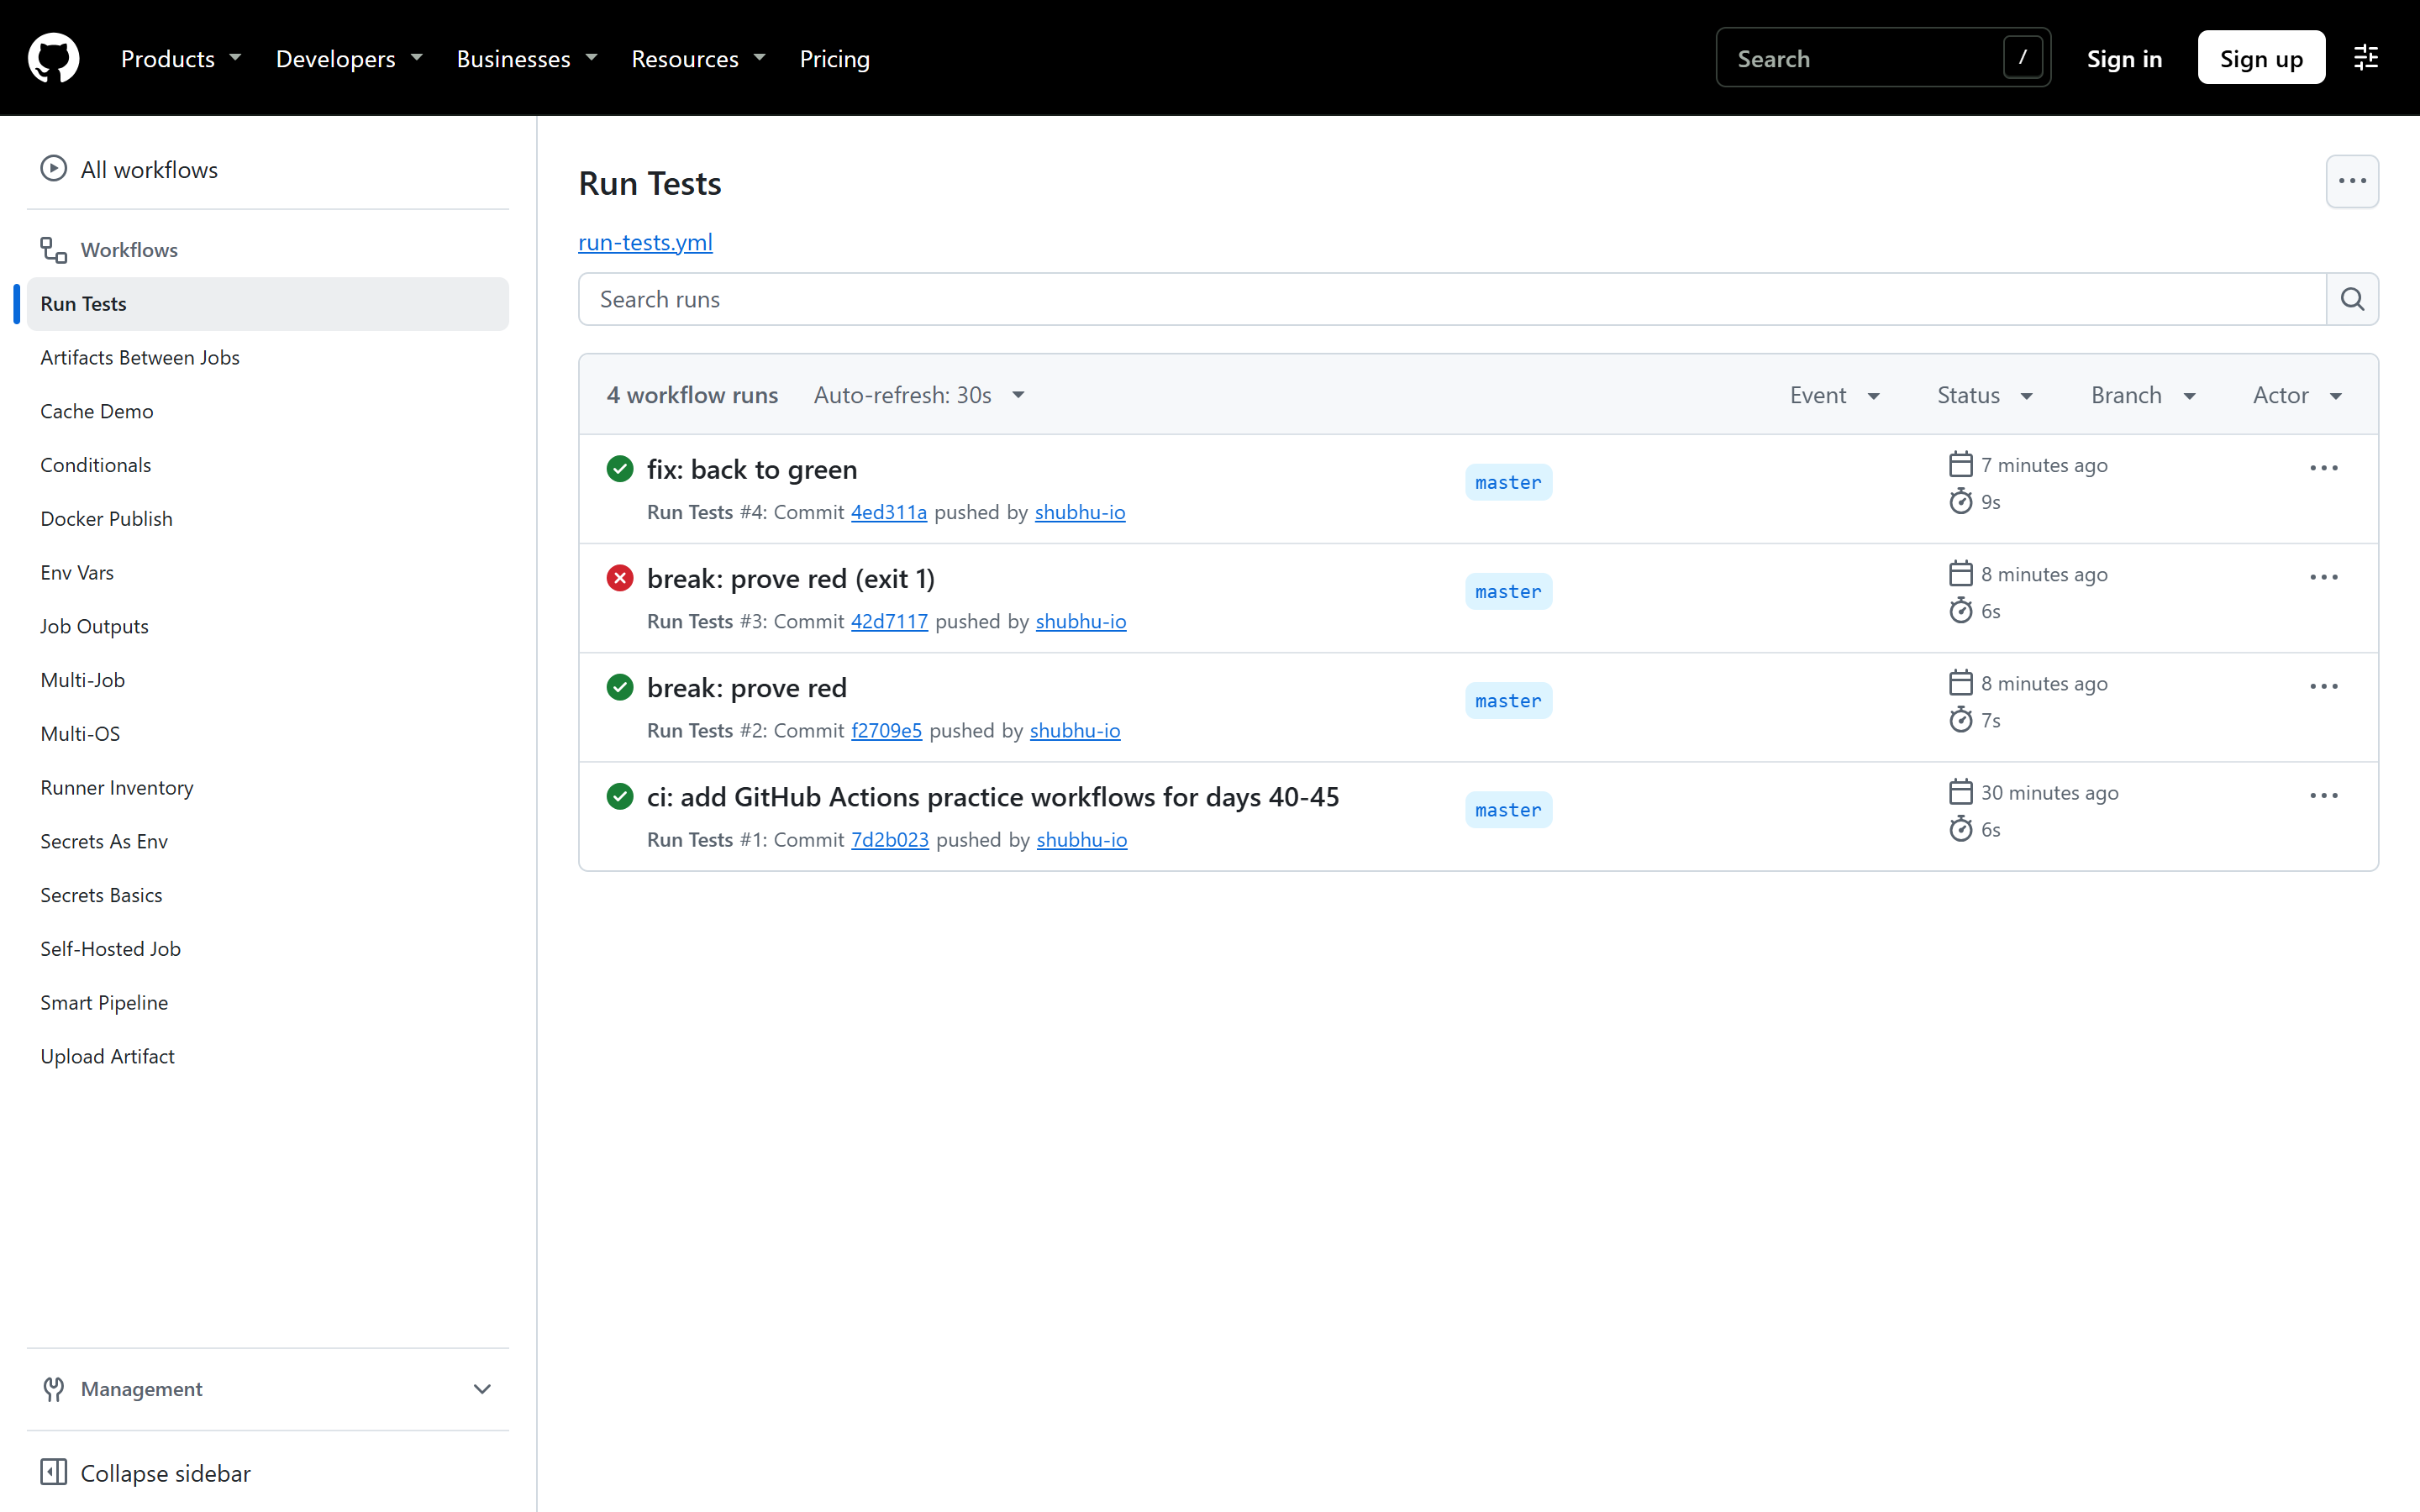 Products Developers Businesses Resources Pricing Search / Sign in Sign up
All workflows
Workflows
Run Tests
Artifacts Between Jobs
Cache Demo
Conditionals
Docker Publish
Env Vars
Job Outputs
Multi-Job
Multi-OS
Runner Inventory
Secrets As Env
Secrets Basics
Self-Hosted Job
Smart Pipeline
Upload Artifact
Management
Collapse sidebar
Run Tests
run-tests.yml
Search runs
4 workflow runs Auto-refresh: 30s Event Status Branch Actor
fix: back to green
Run Tests #4: Commit 4ed311a pushed by shubhu-io
master
7 minutes ago
9s
break: prove red (exit 1)
Run Tests #3: Commit 42d7117 pushed by shubhu-io
master
8 minutes ago
6s
break: prove red
Run Tests #2: Commit f2709e5 pushed by shubhu-io
master
8 minutes ago
7s
ci: add GitHub Actions practice workflows for days 40-45
Run Tests #1: Commit 7d2b023 pushed by shubhu-io
master
30 minutes ago
6s